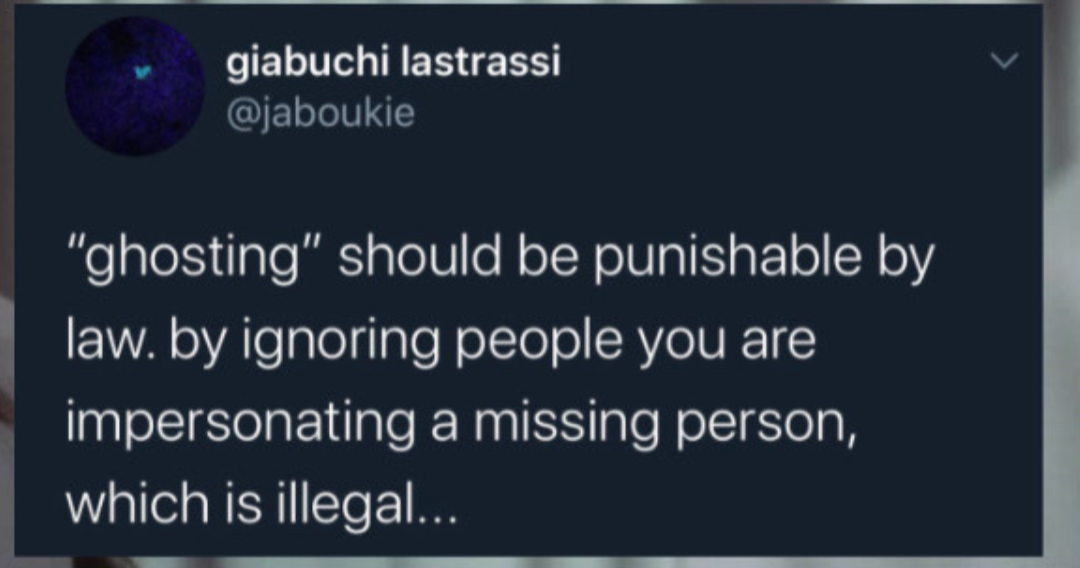 giabuchi lastrassi
@jaboukie
“ghosting” should be punishable by
law. by ignoring people you are
impersonating a missing person,
which is illegal...